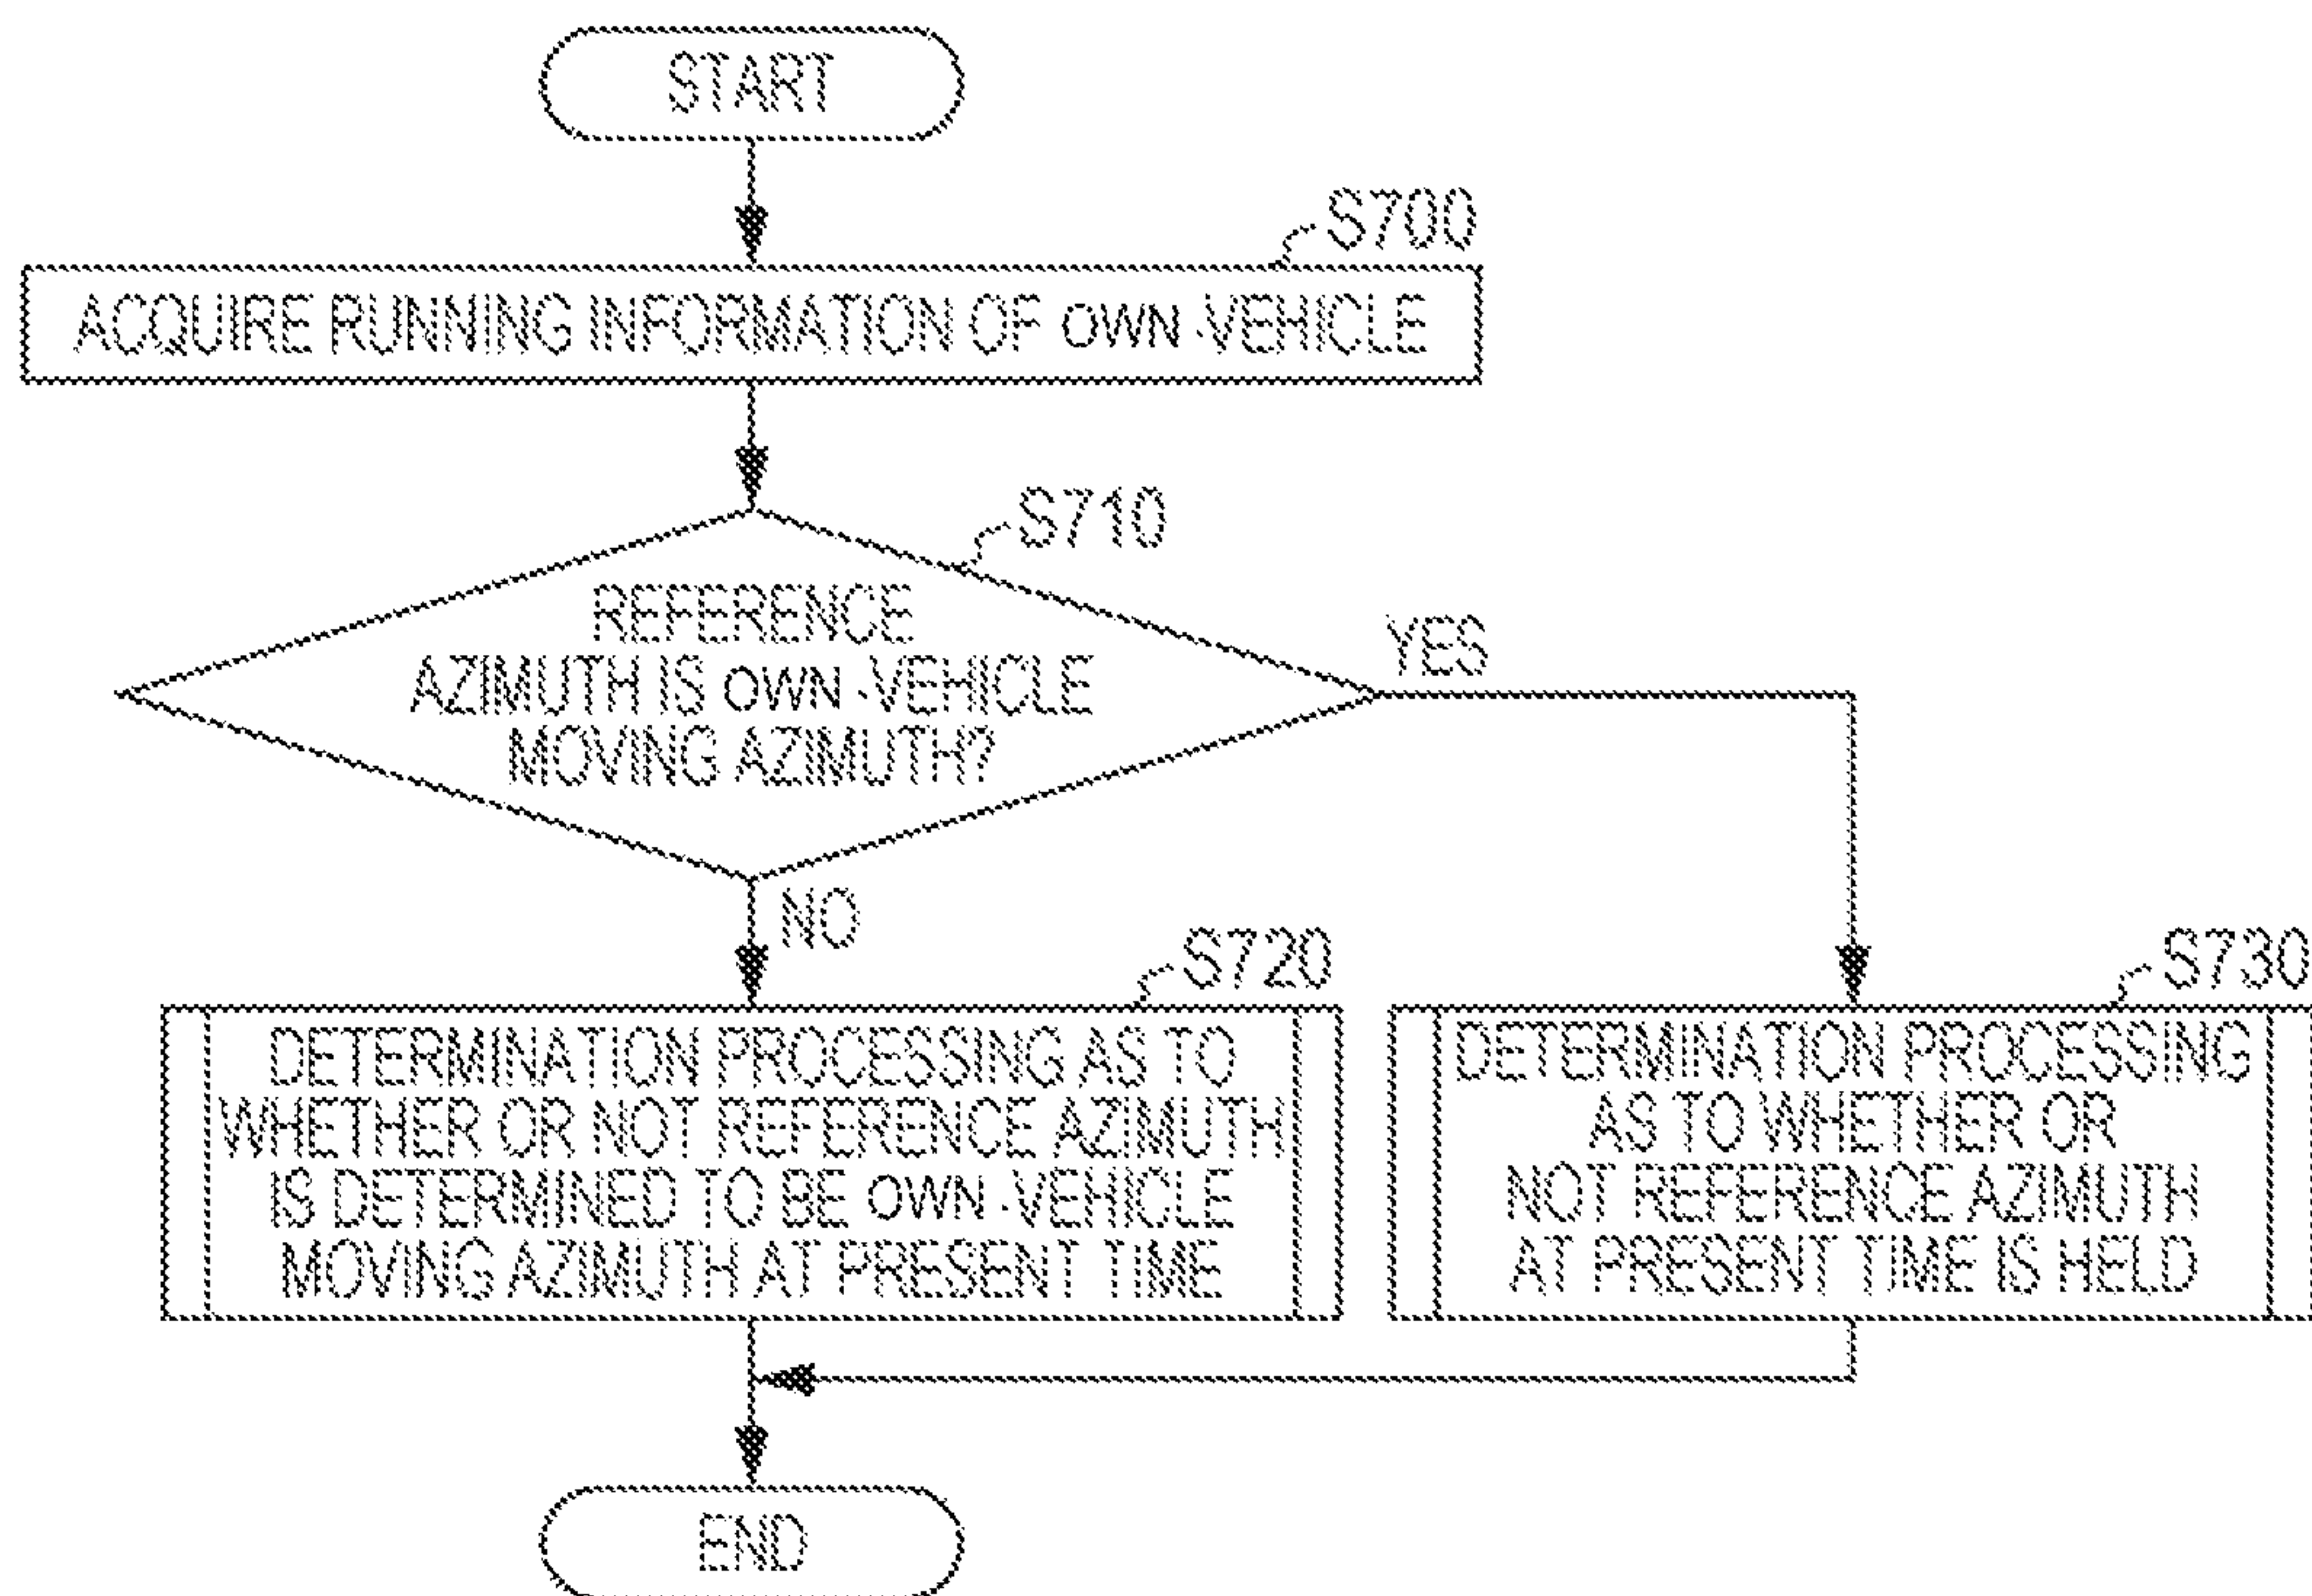 START
S700
ACQUIRE RUNNING INFORMATION OF OWN-VEHICLE
S710
REFERENCE
AZIMUTH IS OWN-VEHICLE
MOVING AZIMUTH?
YES
NO
S720
DETERMINATION PROCESSING AS TO
WHETHER OR NOT REFERENCE AZIMUTH
IS DETERMINED TO BE OWN-VEHICLE
MOVING AZIMUTH AT PRESENT TIME
S730
DETERMINATION PROCESSING
AS TO WHETHER OR
NOT REFERENCE AZIMUTH
AT PRESENT TIME IS HELD
END